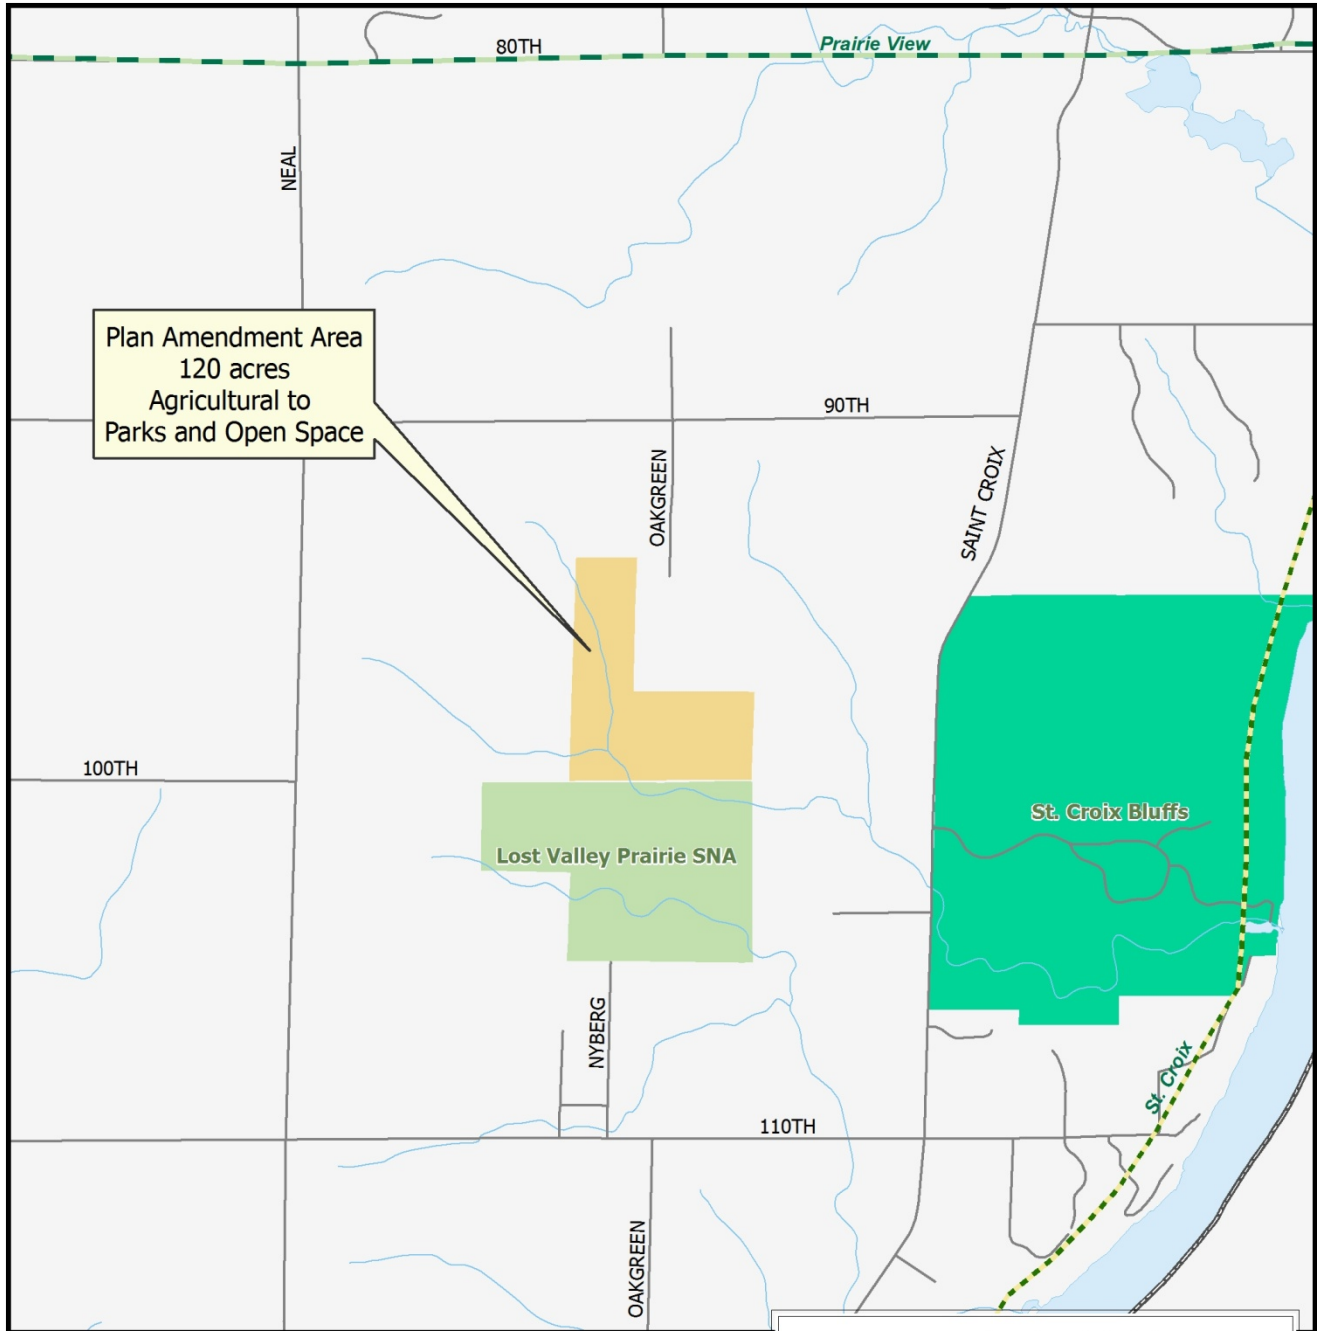 80TH
Prairie View
NEAL
Plan Amendment Area
120 acres
Agricultural to
Parks and Open Space
90TH
OAKGREEN
SAINT CROIX
100TH
St. Croix Bluffs
Lost Valley Prairie SNA
NYBERG
St. Croix
110TH
OAKGREEN